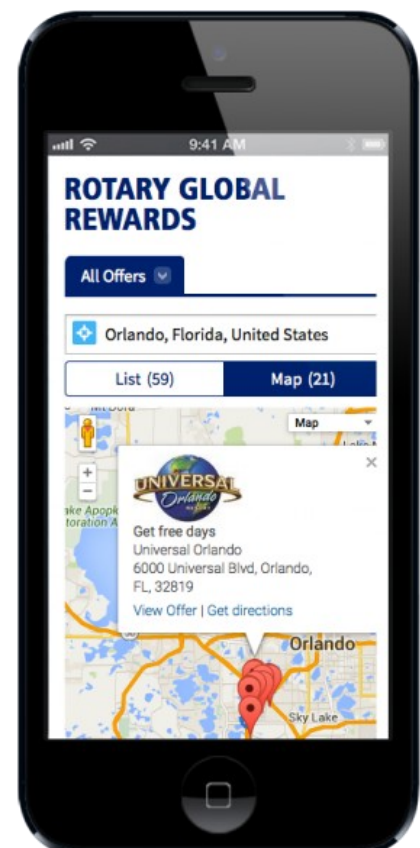 9:41 AM
ROTARY GLOBAL
REWARDS
All Offers
Orlando, Florida, United States
List (59)
Map (21)
Map
UNIVERSAL
Orlando
RESORT
Get free days
Universal Orlando
6000 Universal Blvd, Orlando,
FL, 32819
View Offer | Get directions
Orlando
Sky Lake